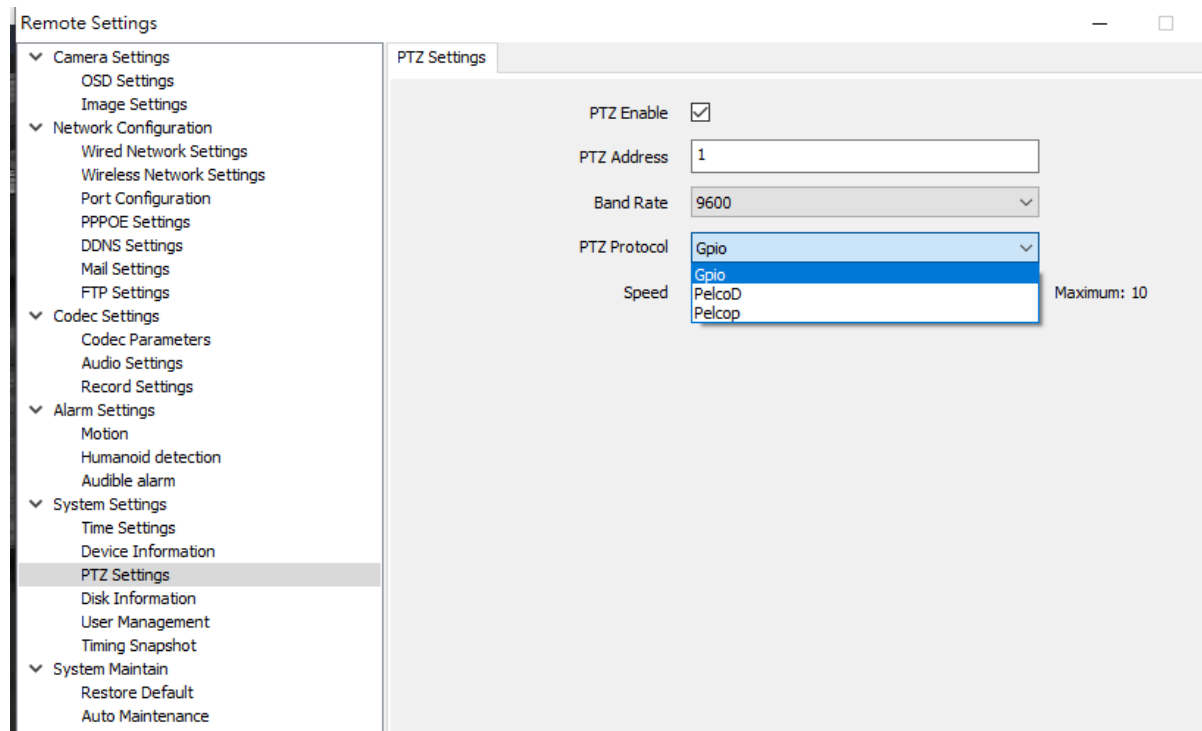 Remote Settings
Camera Settings
OSD Settings
Image Settings
Network Configuration
Wired Network Settings
Wireless Network Settings
Port Configuration
PPPOE Settings
DDNS Settings
Mail Settings
FTP Settings
Codec Settings
Codec Parameters
Audio Settings
Record Settings
Alarm Settings
Motion
Humanoid detection
Audible alarm
System Settings
Time Settings
Device Information
PTZ Settings
Disk Information
User Management
Timing Snapshot
System Maintain
Restore Default
Auto Maintenance
PTZ Settings
PTZ Enable
PTZ Address 1
Band Rate 9600
PTZ Protocol Gpio
Gpio
Speed PelcoD Maximum: 10
Pelcop